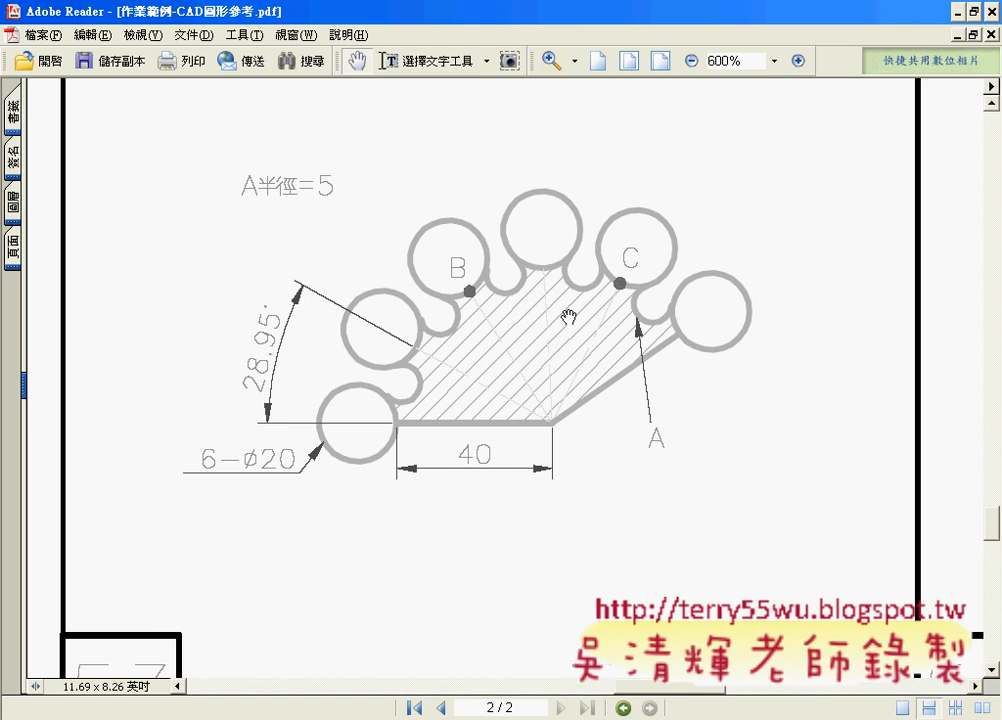 Adobe Reader - [作業範例-CAD圖形參考.pdf]
檔案(F) 編輯(E) 檢視(V) 文件(D) 工具(T) 視窗(W) 說明(H)
開啓 儲存副本 列印 傳送 搜尋 選擇文字工具 600% 快捷共用數位相片
書籤
簽名
圖層
頁面
A半徑=5
B
C
28.95°
40
A
6-ø20
http://terry55wu.blogspot.tw
吳清輝老師錄製
11.69 x 8.26 英吋
2 / 2